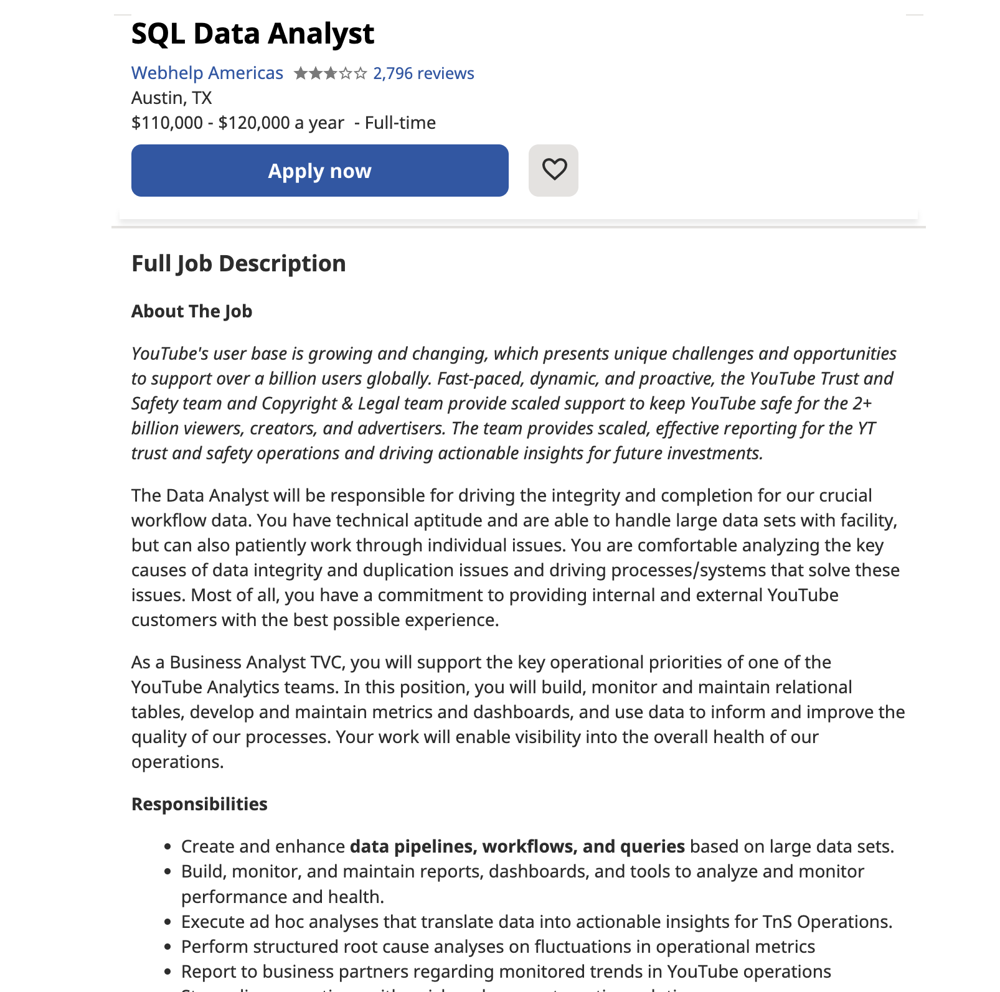 SQL Data Analyst
Webhelp Americas 2,796 reviews
Austin, TX
$110,000 - $120,000 a year - Full-time
Apply now
Full Job Description
About The Job
YouTube's user base is growing and changing, which presents unique challenges and opportunities
to support over a billion users globally. Fast-paced, dynamic, and proactive, the YouTube Trust and
Safety team and Copyright & Legal team provide scaled support to keep YouTube safe for the 2+
billion viewers, creators, and advertisers. The team provides scaled, effective reporting for the YT
trust and safety operations and driving actionable insights for future investments.
The Data Analyst will be responsible for driving the integrity and completion for our crucial
workflow data. You have technical aptitude and are able to handle large data sets with facility,
but can also patiently work through individual issues. You are comfortable analyzing the key
causes of data integrity and duplication issues and driving processes/systems that solve these
issues. Most of all, you have a commitment to providing internal and external YouTube
customers with the best possible experience.
As a Business Analyst TVC, you will support the key operational priorities of one of the
YouTube Analytics teams. In this position, you will build, monitor and maintain relational
tables, develop and maintain metrics and dashboards, and use data to inform and improve the
quality of our processes. Your work will enable visibility into the overall health of our
operations.
Responsibilities
• Create and enhance data pipelines, workflows, and queries based on large data sets.
• Build, monitor, and maintain reports, dashboards, and tools to analyze and monitor
performance and health.
• Execute ad hoc analyses that translate data into actionable insights for TnS Operations.
• Perform structured root cause analyses on fluctuations in operational metrics
• Report to business partners regarding monitored trends in YouTube operations